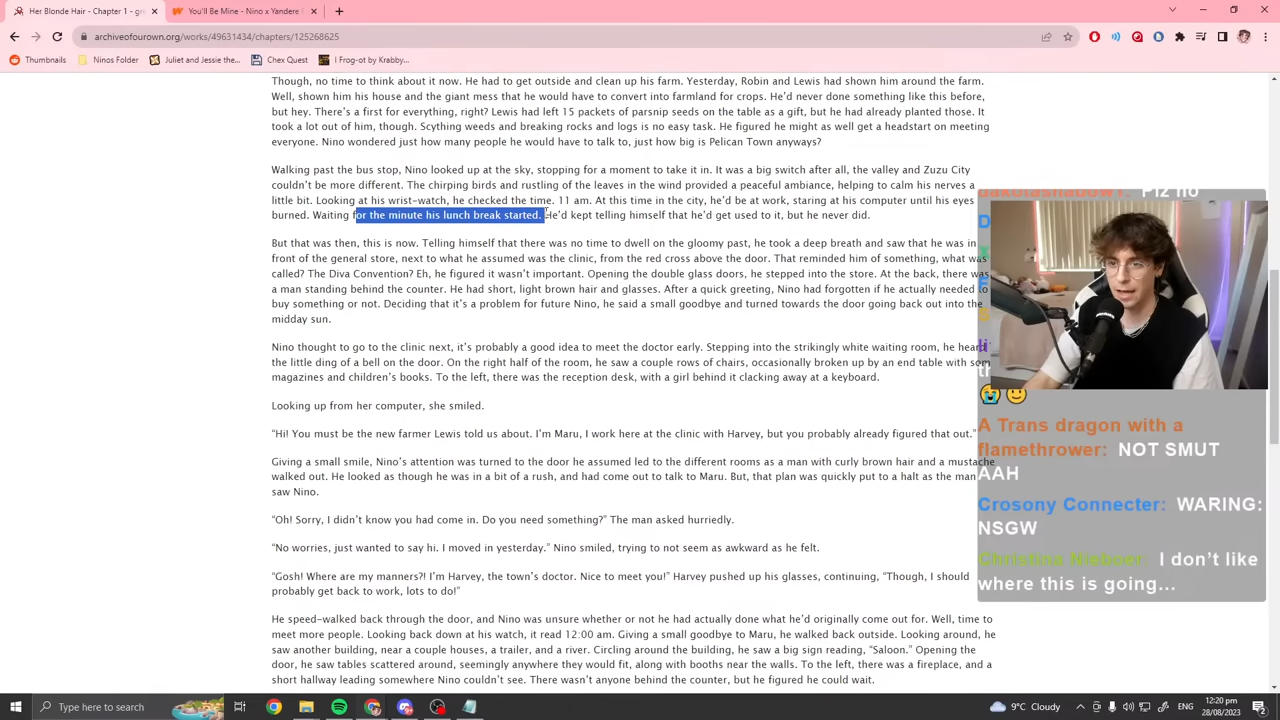 Her Blonde Hair - Chapter 1 - gre
You'll Be Mine - Nino x Yandere F
archiveofourown.org/works/49631434/chapters/125268625
Thumbnails
Ninos Folder
Juliet and Jessie the...
Chex Quest
I Frog-ot by Krabby...
Though, no time to think about it now. He had to get outside and clean up his farm. Yesterday, Robin and Lewis had shown him around the farm.
Well, shown him his house and the giant mess that he would have to convert into farmland for crops. He'd never done something like this before,
but hey. There's a first for everything, right? Lewis had left 15 packets of parsnip seeds on the table as a gift, but he had already planted those. It
took a lot out of him, though. Scything weeds and breaking rocks and logs is no easy task. He figured he might as well get a headstart on meeting
everyone. Nino wondered just how many people he would have to talk to, just how big is Pelican Town anyways?
Walking past the bus stop, Nino looked up at the sky, stopping for a moment to take it in. It was a big switch after all, the valley and Zuzu City
couldn't be more different. The chirping birds and rustling of the leaves in the wind provided a peaceful ambiance, helping to calm his nerves a
little bit. Looking at his wrist-watch, he checked the time. 11 am. At this time in the city, he'd be at work, staring at his computer until his eyes
burned. Waiting for the minute his lunch break started. He'd kept telling himself that he'd get used to it, but he never did.
But that was then, this is now. Telling himself that there was no time to dwell on the gloomy past, he took a deep breath and saw that he was in
front of the general store, next to what he assumed was the clinic, from the red cross above the door. That reminded him of something, what was
called? The Diva Convention? Eh, he figured it wasn't important. Opening the double glass doors, he stepped into the store. At the back, there was
a man standing behind the counter. He had short, light brown hair and glasses. After a quick greeting, Nino had forgotten if he actually needed to
buy something or not. Deciding that it's a problem for future Nino, he said a small goodbye and turned towards the door going back out into the
midday sun.
Nino thought to go to the clinic next, it's probably a good idea to meet the doctor early. Stepping into the strikingly white waiting room, he heard
the little ding of a bell on the door. On the right half of the room, he saw a couple rows of chairs, occasionally broken up by an end table with som
magazines and children's books. To the left, there was the reception desk, with a girl behind it clacking away at a keyboard.
Looking up from her computer, she smiled.
“Hi! You must be the new farmer Lewis told us about. I'm Maru, I work here at the clinic with Harvey, but you probably already figured that out.”
Giving a small smile, Nino's attention was turned to the door he assumed led to the different rooms as a man with curly brown hair and a mustache
walked out. He looked as though he was in a bit of a rush, and had come out to talk to Maru. But, that plan was quickly put to a halt as the man
saw Nino.
“Oh! Sorry, I didn't know you had come in. Do you need something?” The man asked hurriedly.
“No worries, just wanted to say hi. I moved in yesterday.” Nino smiled, trying to not seem as awkward as he felt.
“Gosh! Where are my manners?! I'm Harvey, the town's doctor. Nice to meet you!” Harvey pushed up his glasses, continuing, “Though, I should
probably get back to work, lots to do!”
He speed-walked back through the door, and Nino was unsure whether or not he had actually done what he'd originally come out for. Well, time to
meet more people. Looking back down at his watch, it read 12:00 am. Giving a small goodbye to Maru, he walked back outside. Looking around, he
saw another building, near a couple houses, a trailer, and a river. Circling around the building, he saw a big sign reading, “Saloon.” Opening the
door, he saw tables scattered around, seemingly anywhere they would fit, along with booths near the walls. To the left, there was a fireplace, and a
short hallway leading somewhere Nino couldn't see. There wasn't anyone behind the counter, but he figured he could wait.
Plz no
😭🙂
A Trans dragon with a
flamethrower: NOT SMUT
AAH
Crosony Connecter: WARING:
NSGW
I don't like
where this is going...
Type here to search
9°C Cloudy
ENG
12:20 pm
28/08/2023